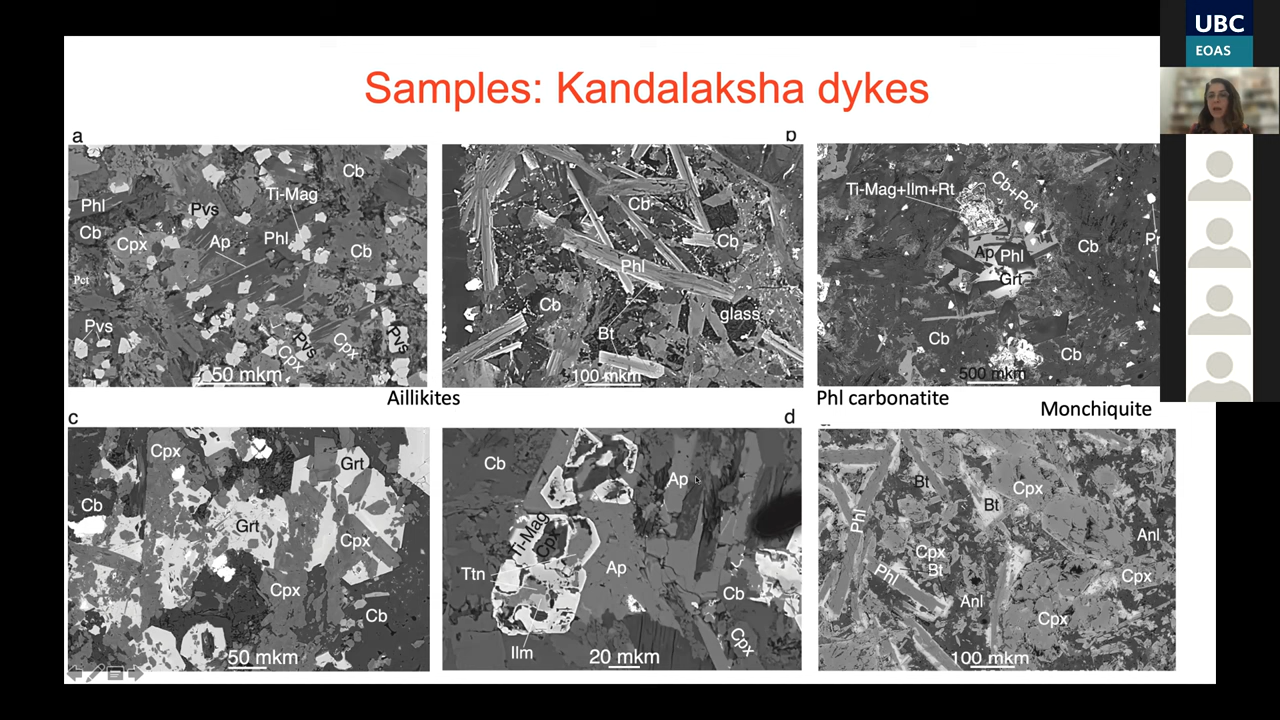 UBC
EOAS
Samples: Kandalaksha dykes
a
Cb
Ti-Mag
Phl
Pvs
Cb
Cpx
Ap
Phl
Cb
Pct
Pvs
Pvs
Cpx
Cpx
Pvs
50 mkm
Cb
Cb
Phl
Cb
glass
Bt
100 mkm
b
Ti-Mag+Ilm+Rt
Cb+Pct
Cb
Ap
Phl
Grt
Cb
Cb
500 mkm
Aillikites
Phl carbonatite
Monchiquite
c
Cpx
Grt
Cb
Grt
Cpx
Cpx
Cb
50 mkm
d
Cb
Ap
Ti-Mag
Cpx
Ttn
Ap
Cb
Ilm
Cpx
20 mkm
Bt
Cpx
Bt
Phl
Anl
Cpx
Bt
Phl
Cpx
Anl
Cpx
100 mkm